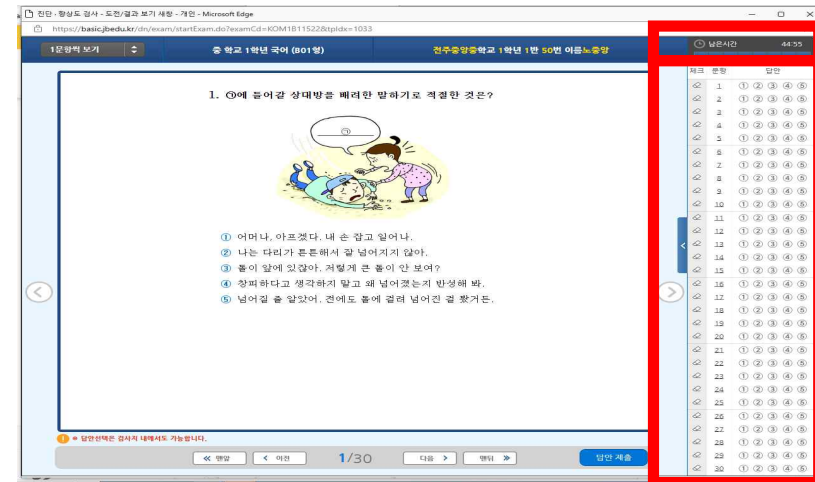 진단·향상도 검사 - 도전/결과 보기 새창 - 개인 - Microsoft Edge
https://basic.jbedu.kr/dn/exam/startExam.do?examCd=KOM1811522&tpIdx=1033
1문항씩 보기
중 학교 1학년 국어 (B01형)
전주중앙중학교 1학년 1반 50번 이름노중앙
남은시간 44:55
1. ㉠에 들어갈 상대방을 배려한 말하기로 적절한 것은?
㉠
① 어머나, 아프겠다. 내 손 잡고 일어나.
② 나는 다리가 튼튼해서 잘 넘어지지 않아.
③ 돌이 앞에 있잖아. 저렇게 큰 돌이 안 보여?
④ 창피하다고 생각하지 말고 왜 넘어졌는지 반성해 봐.
⑤ 넘어질 줄 알았어. 전에도 돌에 걸려 넘어진 걸 봤거든.
※ 답안선택은 검사지 내에서도 가능합니다.
맨앞
이전
1/30
다음
맨뒤
답안 제출
체크 문항 답안
1 ① ② ③ ④ ⑤
2 ① ② ③ ④ ⑤
3 ① ② ③ ④ ⑤
4 ① ② ③ ④ ⑤
5 ① ② ③ ④ ⑤
6 ① ② ③ ④ ⑤
7 ① ② ③ ④ ⑤
8 ① ② ③ ④ ⑤
9 ① ② ③ ④ ⑤
10 ① ② ③ ④ ⑤
11 ① ② ③ ④ ⑤
12 ① ② ③ ④ ⑤
13 ① ② ③ ④ ⑤
14 ① ② ③ ④ ⑤
15 ① ② ③ ④ ⑤
16 ① ② ③ ④ ⑤
17 ① ② ③ ④ ⑤
18 ① ② ③ ④ ⑤
19 ① ② ③ ④ ⑤
20 ① ② ③ ④ ⑤
21 ① ② ③ ④ ⑤
22 ① ② ③ ④ ⑤
23 ① ② ③ ④ ⑤
24 ① ② ③ ④ ⑤
25 ① ② ③ ④ ⑤
26 ① ② ③ ④ ⑤
27 ① ② ③ ④ ⑤
28 ① ② ③ ④ ⑤
29 ① ② ③ ④ ⑤
30 ① ② ③ ④ ⑤